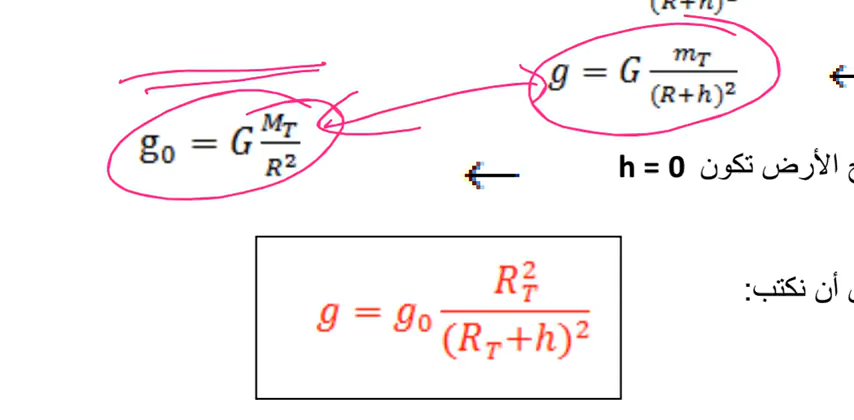 g = G m_T/(R+h)²
g₀ = G M_T/R²
الأرض تكون h = 0
أن نكتب:
g = g₀ R_T²/(R_T+h)²